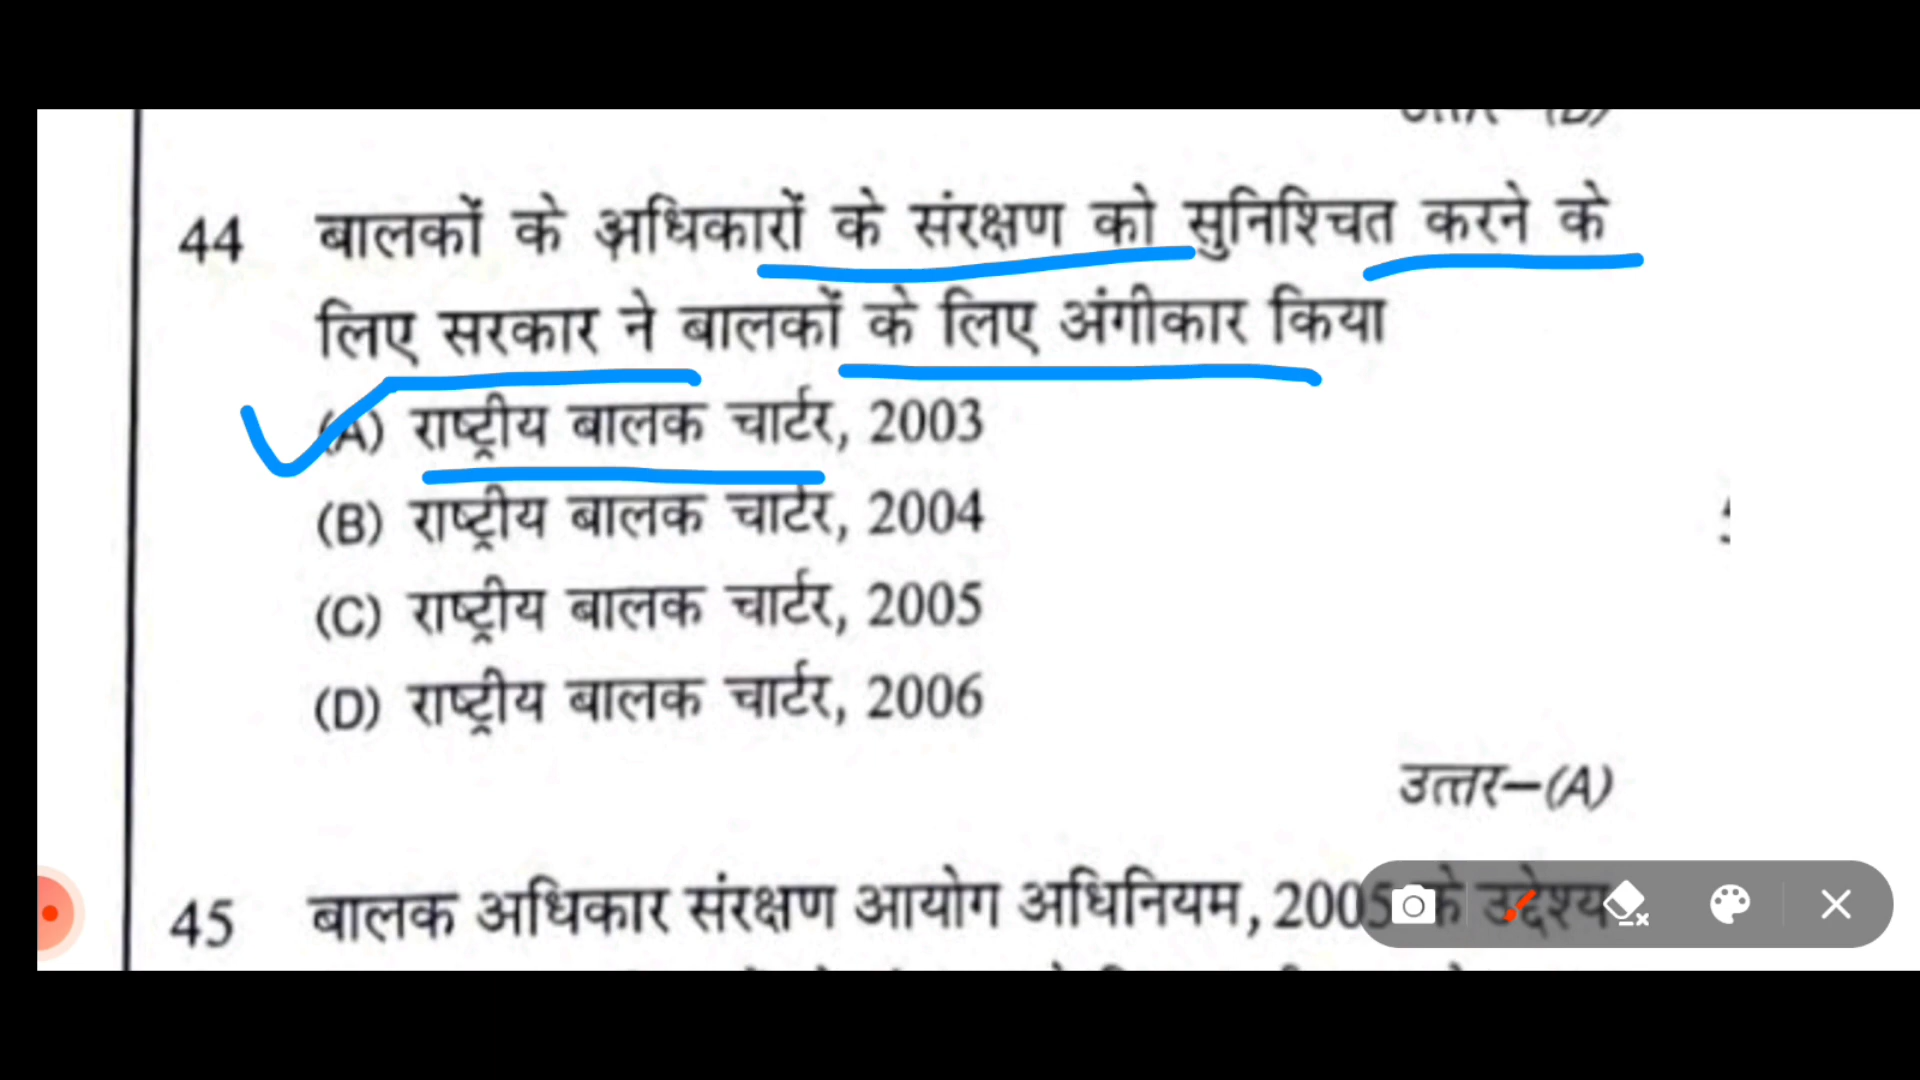 44 बालकों के अधिकारों के संरक्षण को सुनिश्चित करने के
लिए सरकार ने बालकों के लिए अंगीकार किया
(A) राष्ट्रीय बालक चार्टर, 2003
(B) राष्ट्रीय बालक चार्टर, 2004
(C) राष्ट्रीय बालक चार्टर, 2005
(D) राष्ट्रीय बालक चार्टर, 2006
उत्तर–(A)
45 बालक अधिकार संरक्षण आयोग अधिनियम, 2005 के उद्देश्य